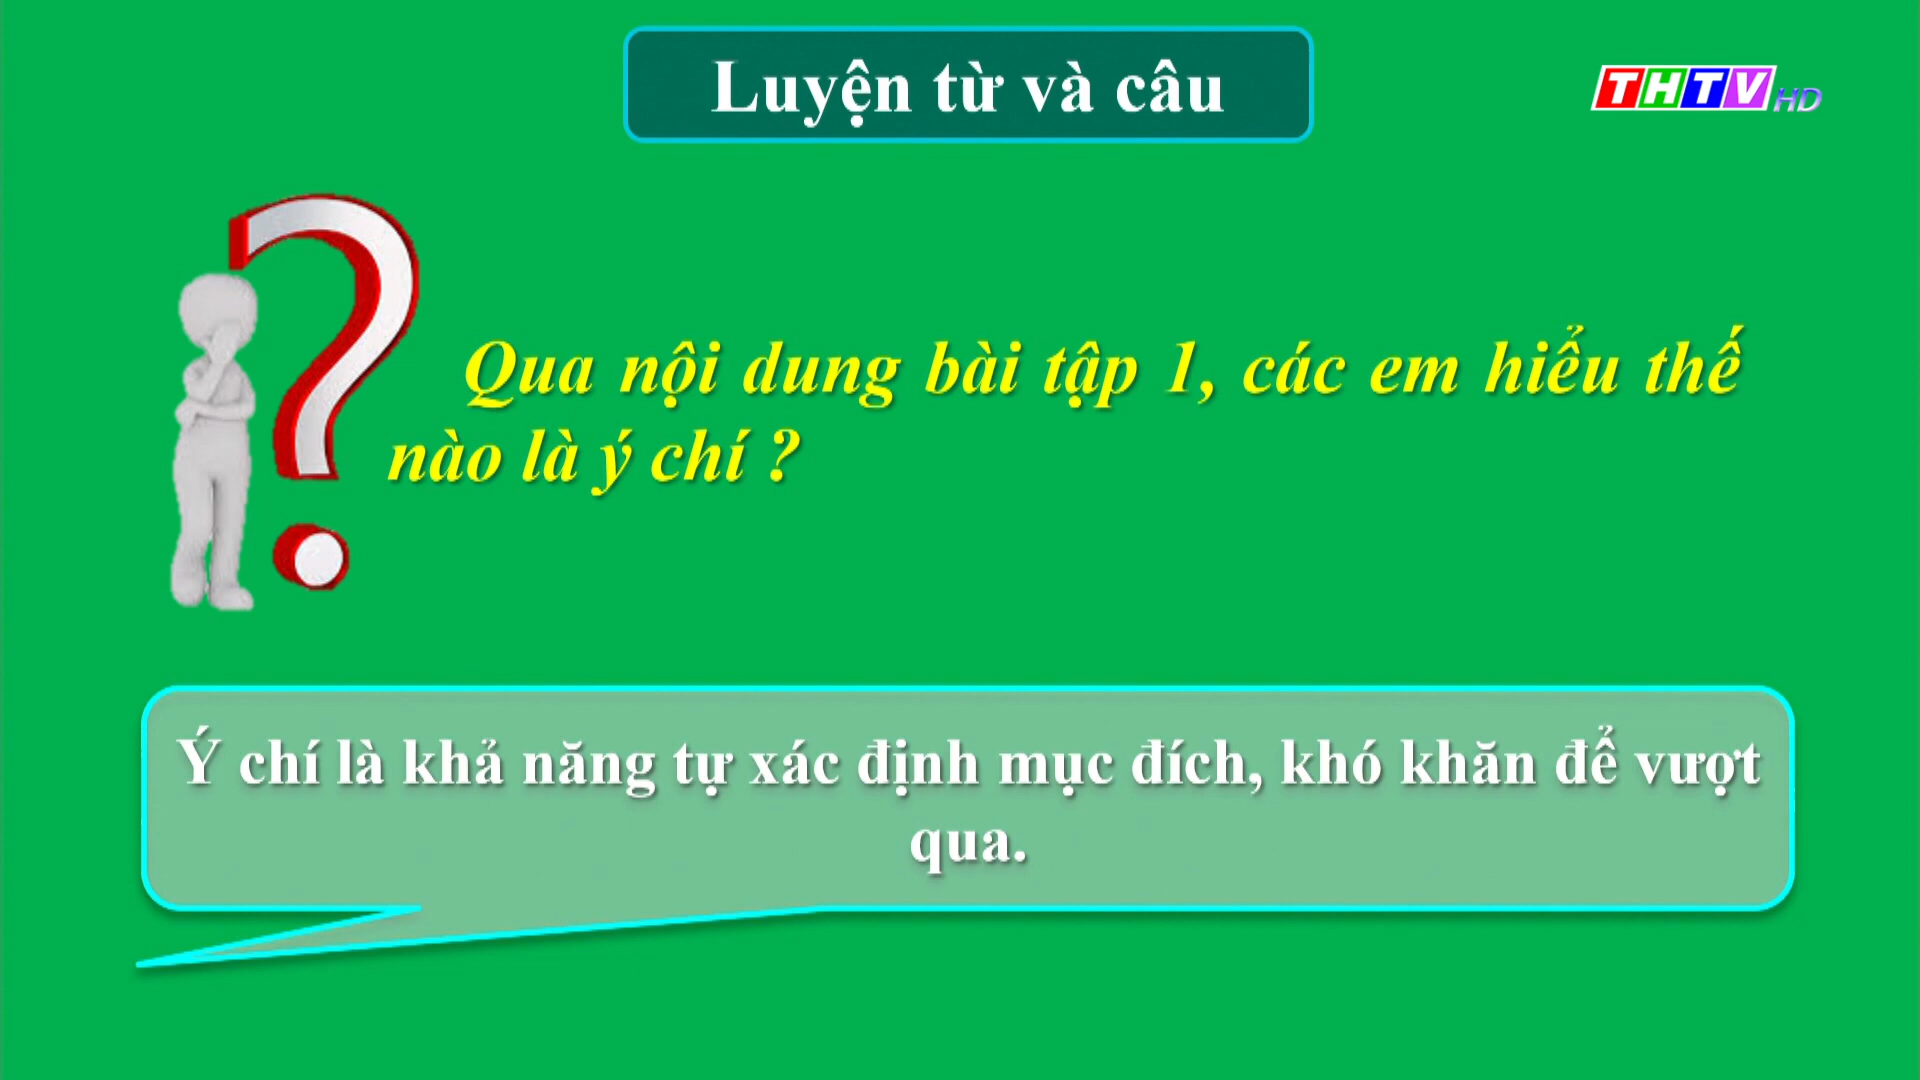 Luyện từ và câu
THTV HD
Qua nội dung bài tập 1, các em hiểu thế
nào là ý chí ?
Ý chí là khả năng tự xác định mục đích, khó khăn để vượt
qua.